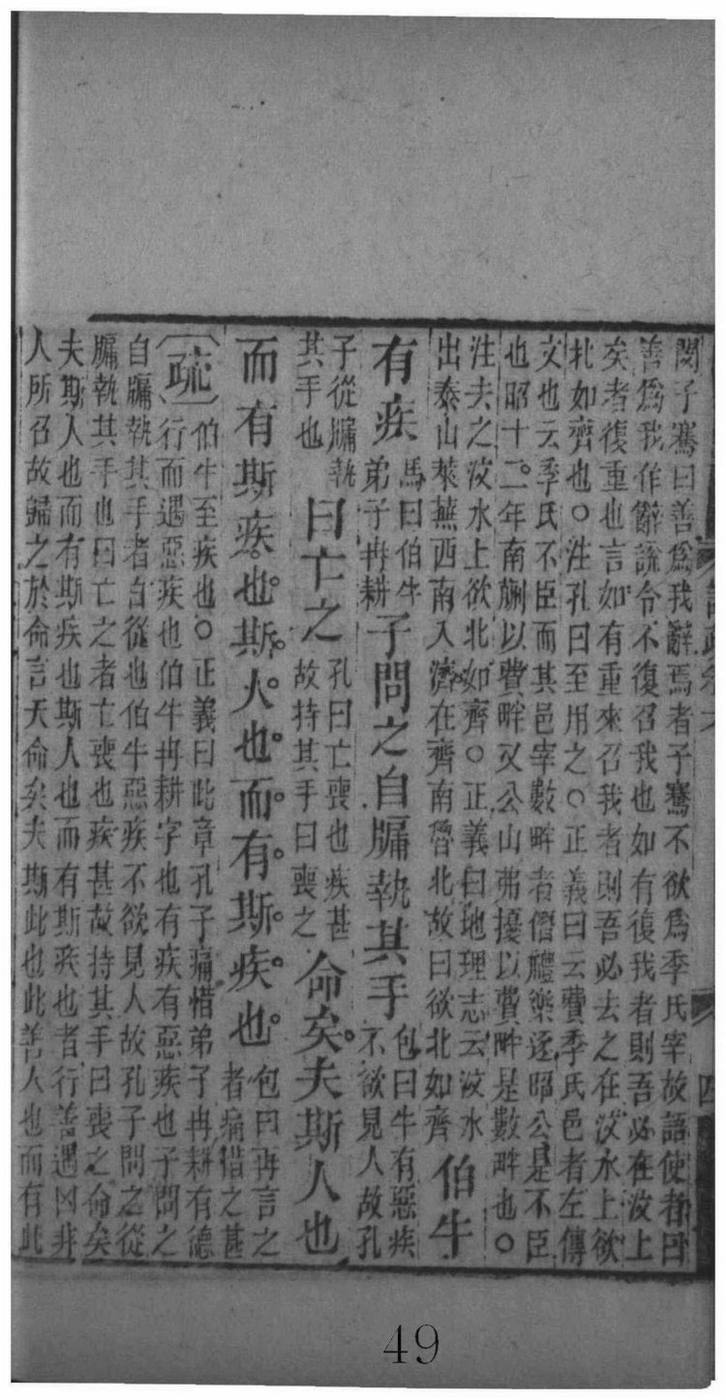 閔子騫曰善爲我辭焉者子騫不欲爲季氏宰故語使者曰
善爲我作辭說令不復召我也如有復我者則吾必在汶上
矣者復重也言如有重來召我者則吾必去之在汶水上欲
北如齊也○注孔曰至用之○正義曰云費季氏邑者左傳
文也云季氏不臣而其邑宰數畔者僭禮樂逐昭公是不臣
也昭十二年南蒯以費畔又公山弗擾以費畔是數畔也○
注去之汶水上欲北如齊○正義曰地理志云汶水
出泰山萊蕪西南入濟在齊南魯北故曰欲北如齊 伯牛
有疾 馬曰伯牛弟子冉耕 子問之自牖執其手 包曰牛有惡疾不欲見人故孔
子從牖執其手也 曰亡之 孔曰亡喪也疾甚故持其手曰喪之 命矣夫斯人也
而有斯疾也斯人也而有斯疾也 包曰再言之者痛惜之甚
疏 伯牛至疾也○正義曰此章孔子痛惜弟子冉耕有德
行而遇惡疾也伯牛冉耕字也有疾有惡疾也子問之
自牖執其手者自從也伯牛惡疾不欲見人故孔子問之從
牖執其手也曰亡之者亡喪也疾甚故持其手曰喪之命矣
夫斯人也而有斯疾也斯人也而有斯疾也者行善遇凶非
人所召故歸之於命言天命矣夫斯此也此善人也而有此
四
49